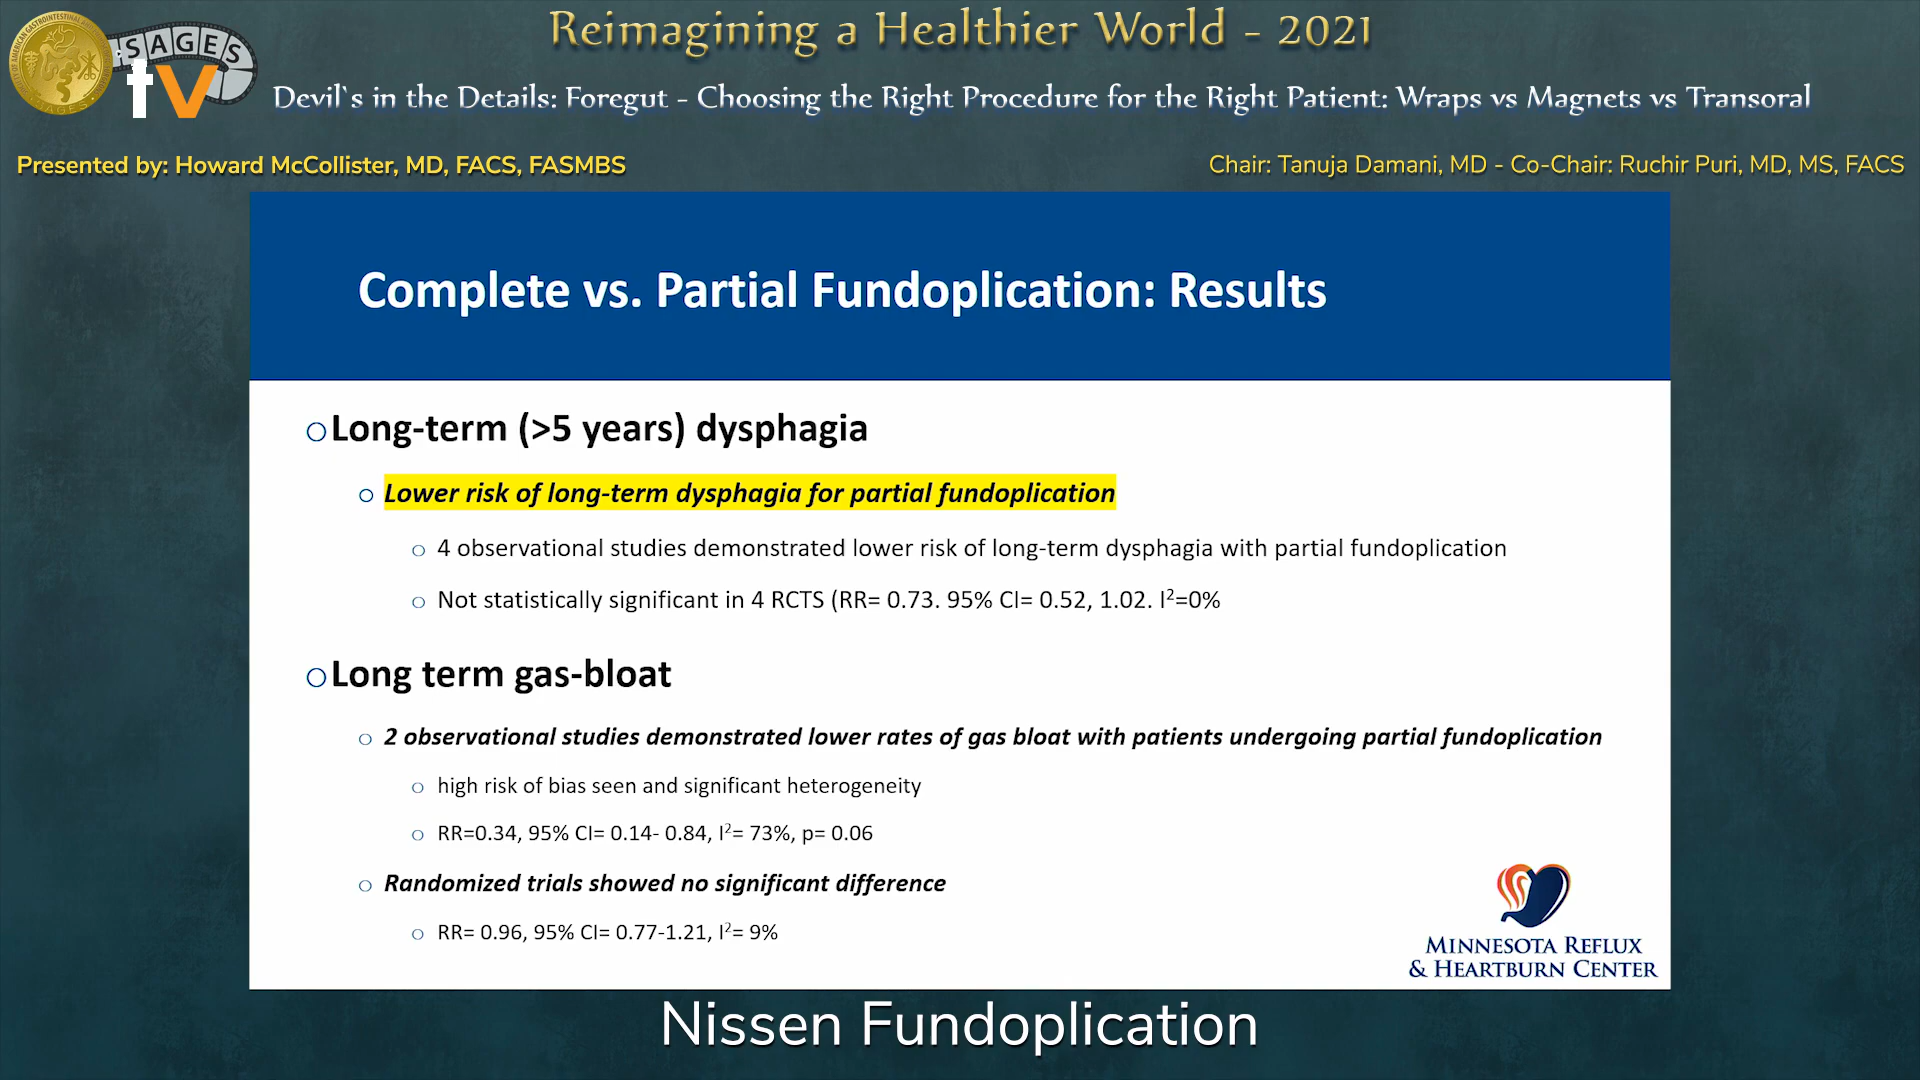 Reimagining a Healthier World - 2021
SAGES
tv
Devil`s in the Details: Foregut - Choosing the Right Procedure for the Right Patient: Wraps vs Magnets vs Transoral
Presented by: Howard McCollister, MD, FACS, FASMBS
Chair: Tanuja Damani, MD - Co-Chair: Ruchir Puri, MD, MS, FACS
Complete vs. Partial Fundoplication: Results
Long-term (>5 years) dysphagia
Lower risk of long-term dysphagia for partial fundoplication
4 observational studies demonstrated lower risk of long-term dysphagia with partial fundoplication
Not statistically significant in 4 RCTS (RR= 0.73. 95% CI= 0.52, 1.02. I²=0%
Long term gas-bloat
2 observational studies demonstrated lower rates of gas bloat with patients undergoing partial fundoplication
high risk of bias seen and significant heterogeneity
RR=0.34, 95% CI= 0.14- 0.84, I²= 73%, p= 0.06
Randomized trials showed no significant difference
RR= 0.96, 95% CI= 0.77-1.21, I²= 9%
MINNESOTA REFLUX
& HEARTBURN CENTER
Nissen Fundoplication